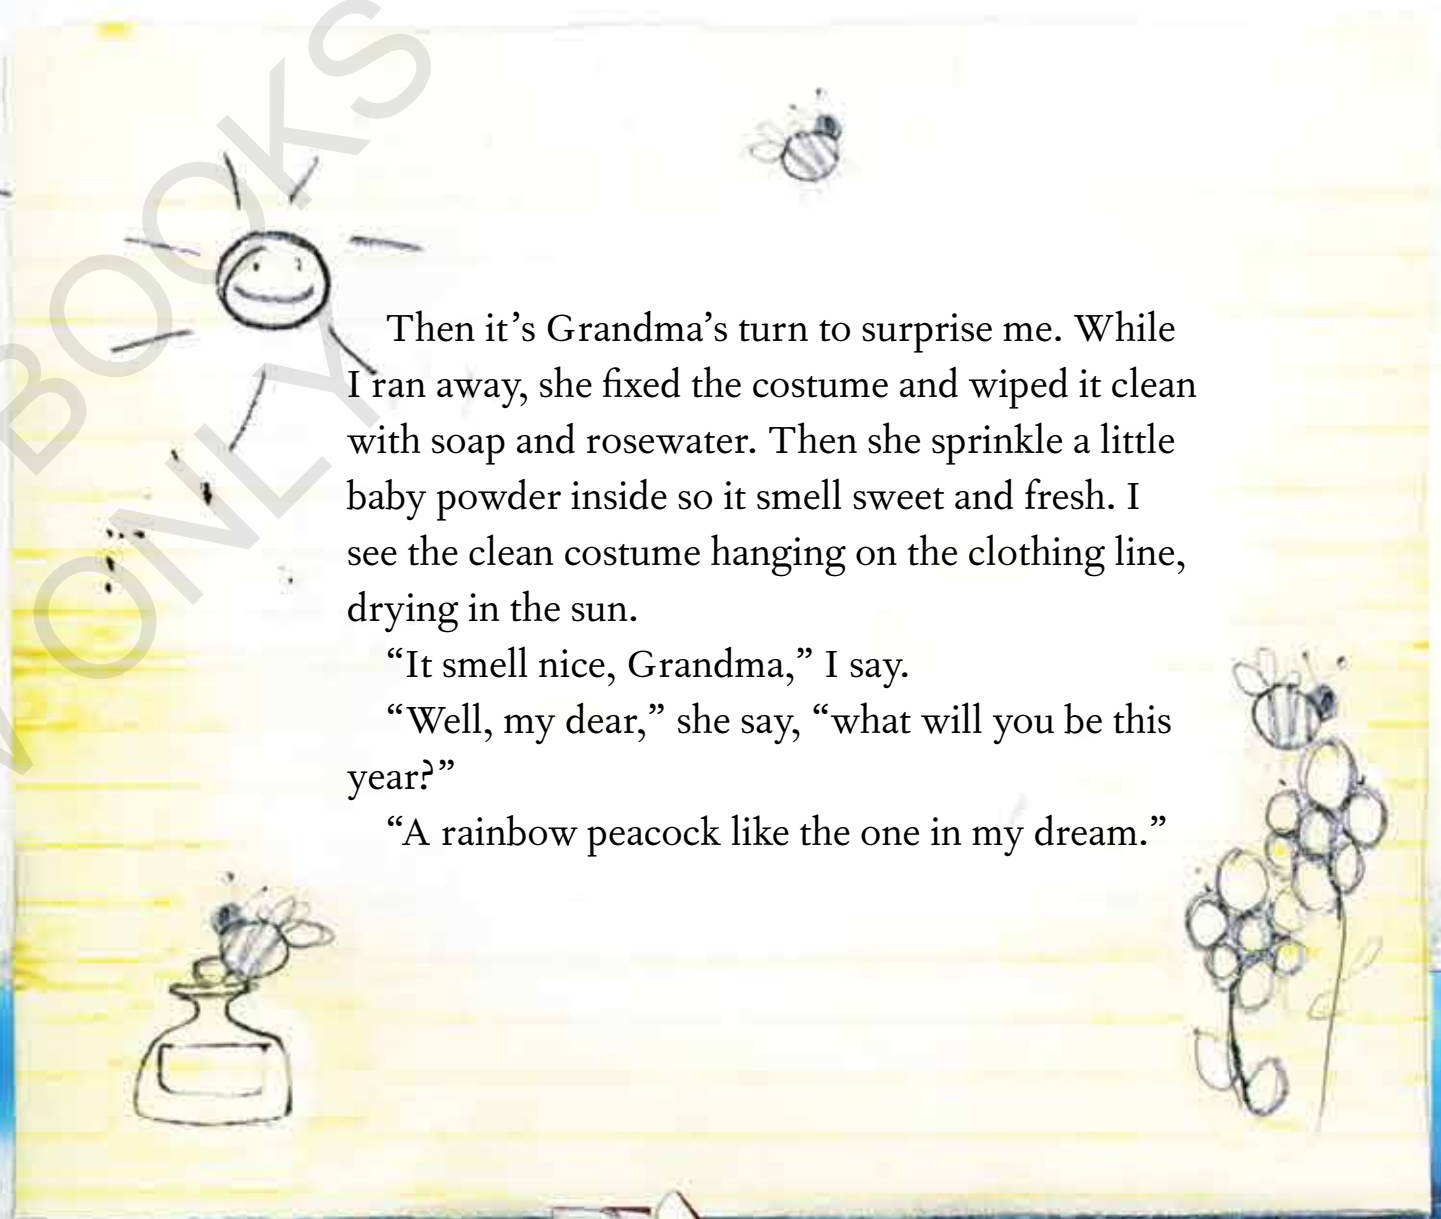 BOOKS
ONLY
Then it’s Grandma’s turn to surprise me. While
I ran away, she fixed the costume and wiped it clean
with soap and rosewater. Then she sprinkle a little
baby powder inside so it smell sweet and fresh. I
see the clean costume hanging on the clothing line,
drying in the sun.
“It smell nice, Grandma,” I say.
“Well, my dear,” she say, “what will you be this
year?”
“A rainbow peacock like the one in my dream.”